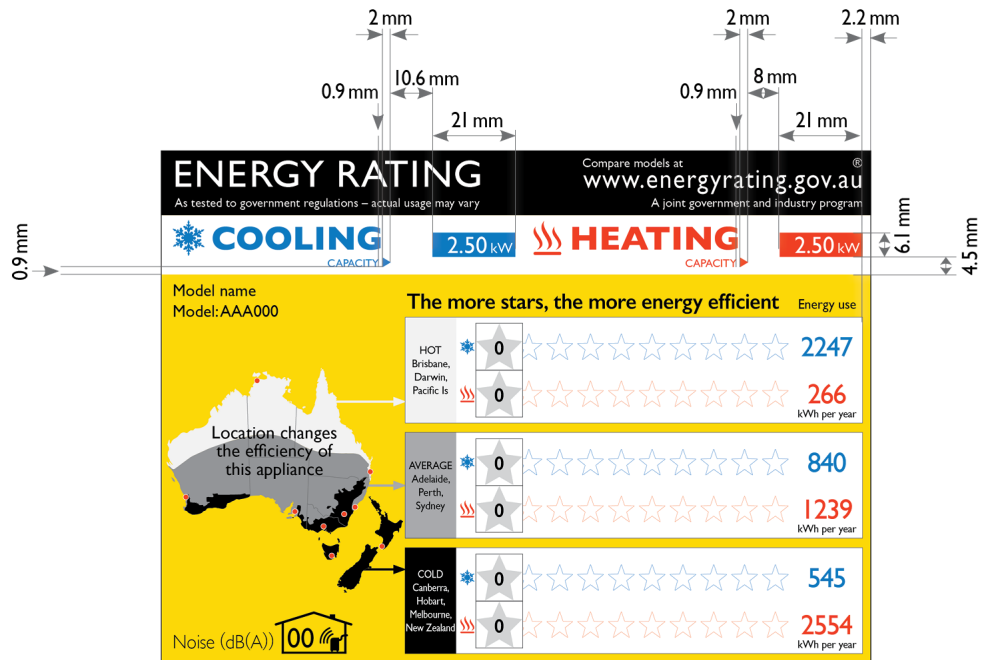 2 mm
2 mm
2.2 mm
10.6 mm
8 mm
0.9 mm
0.9 mm
21 mm
21 mm
ENERGY RATING
As tested to government regulations – actual usage may vary
Compare models at
®
www.energyrating.gov.au
A joint government and industry program
COOLING
CAPACITY
2.50 kW
HEATING
CAPACITY
2.50 kW
6.1 mm
4.5 mm
0.9 mm
Model name
Model: AAA000
The more stars, the more energy efficient
Energy use
HOT
Brisbane,
Darwin,
Pacific Is
0
2247
0
266
kWh per year
Location changes
the efficiency of
this appliance
AVERAGE
Adelaide,
Perth,
Sydney
0
840
0
1239
kWh per year
COLD
Canberra,
Hobart,
Melbourne,
New Zealand
0
545
0
2554
kWh per year
Noise (dB(A))
00